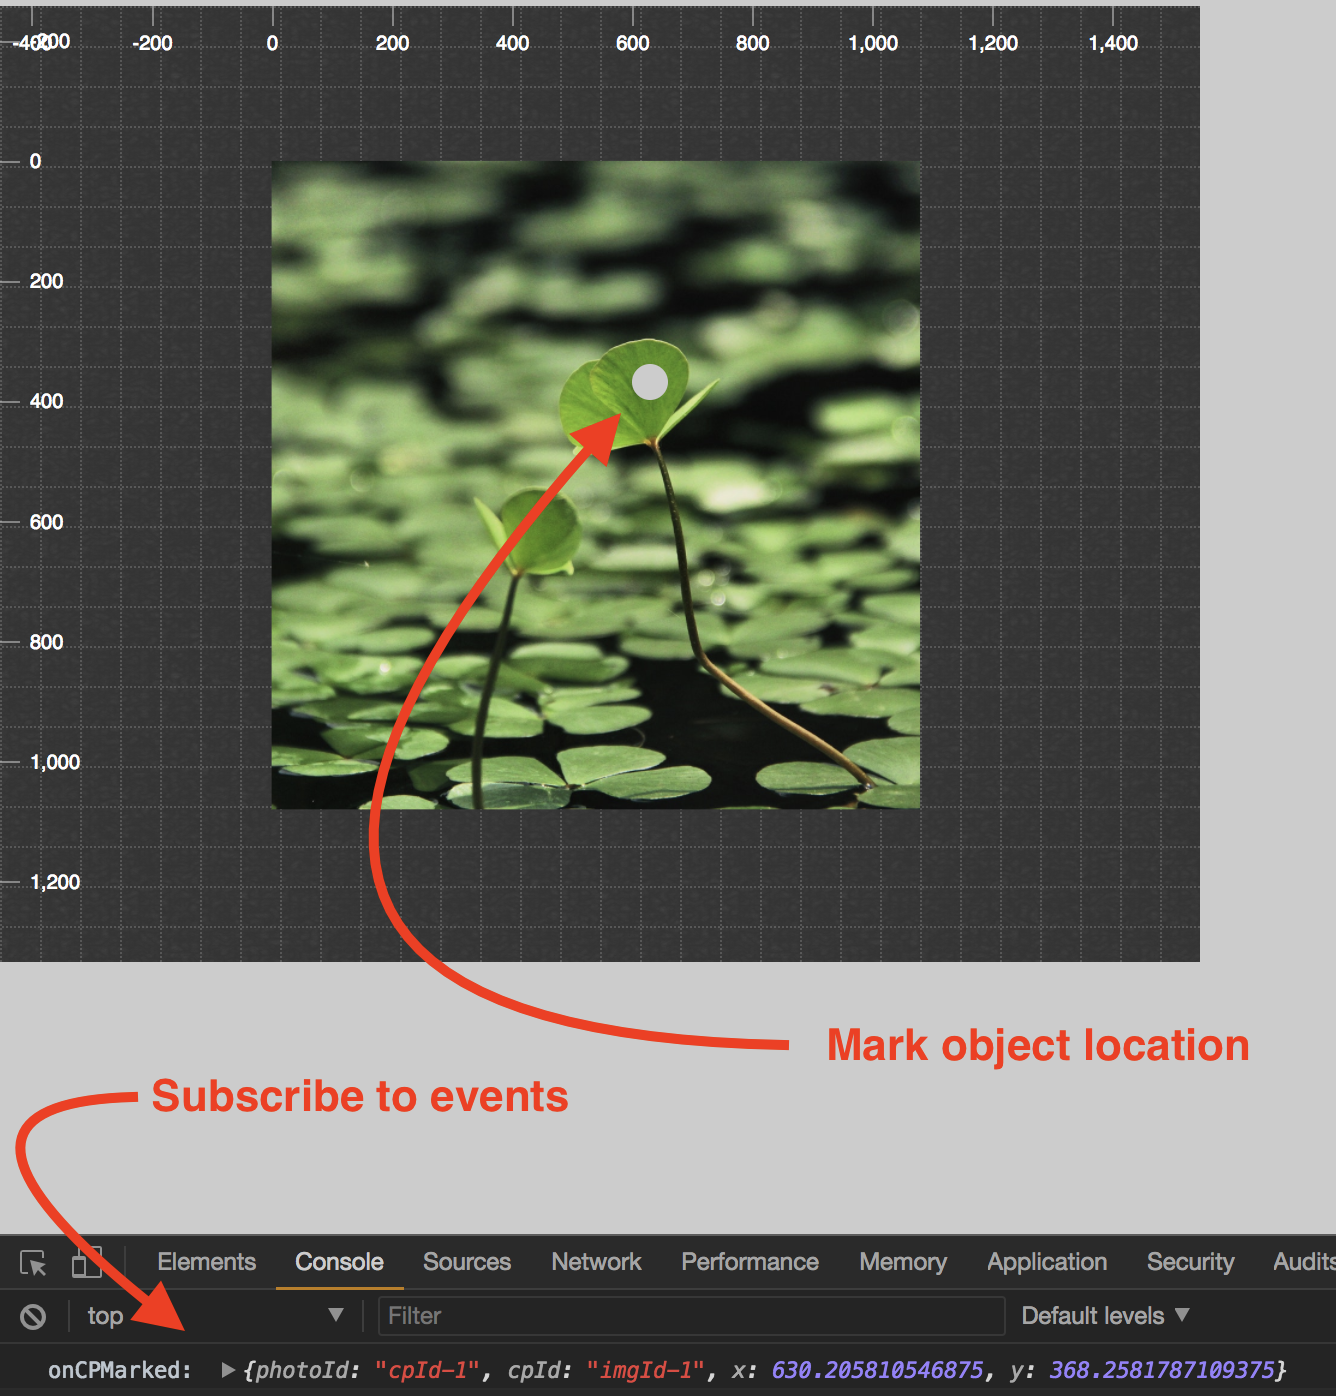 -400 -200 0 200 400 600 800 1,000 1,200 1,400
-200
0
200
400
600
800
1,000
1,200
Mark object location
Subscribe to events
Elements Console Sources Network Performance Memory Application Security Audits
top ▼ Filter Default levels ▼
onCPMarked: ▶ {photoId: "cpId-1", cpId: "imgId-1", x: 630.205810546875, y: 368.2581787109375}